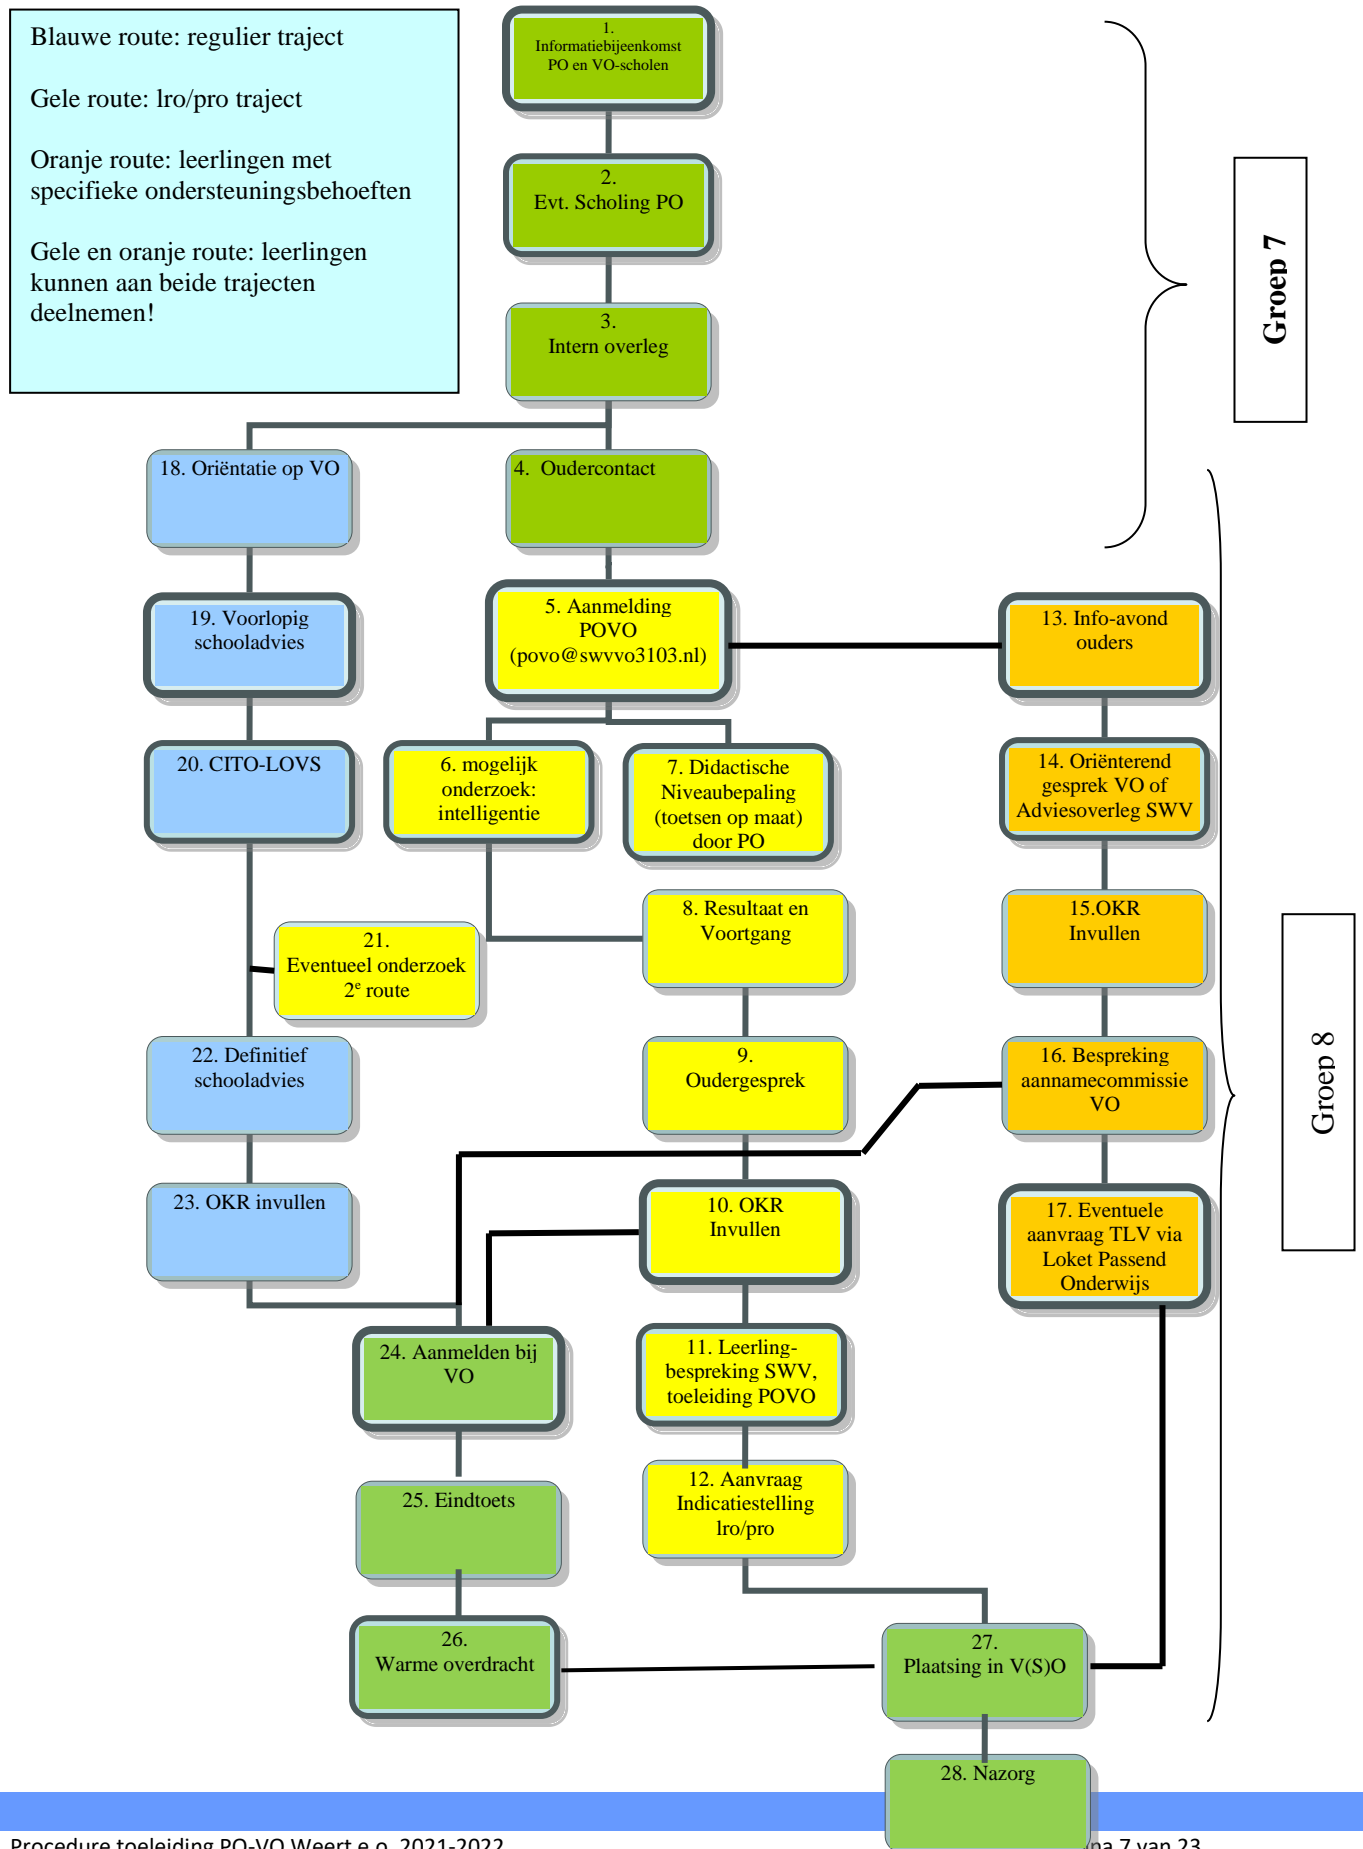 Blauwe route: regulier traject
Gele route: lro/pro traject
Oranje route: leerlingen met
specifieke ondersteuningsbehoeften
Gele en oranje route: leerlingen
kunnen aan beide trajecten
deelnemen!
1.
Informatiebijeenkomst
PO en VO-scholen
2.
Evt. Scholing PO
3.
Intern overleg
Groep 7
18. Oriëntatie op VO
4. Oudercontact
19. Voorlopig
schooladvies
5. Aanmelding
POVO
(povo@swvvo3103.nl)
13. Info-avond
ouders
20. CITO-LOVS
6. mogelijk
onderzoek:
intelligentie
7. Didactische
Niveaubepaling
(toetsen op maat)
door PO
14. Oriënterend
gesprek VO of
Adviesoverleg SWV
8. Resultaat en
Voortgang
15.OKR
Invullen
21.
Eventueel onderzoek
2e route
22. Definitief
schooladvies
9.
Oudergesprek
16. Bespreking
aannamecommissie
VO
Groep 8
23. OKR invullen
10. OKR
Invullen
17. Eventuele
aanvraag TLV via
Loket Passend
Onderwijs
24. Aanmelden bij
VO
11. Leerling-
bespreking SWV,
toeleiding POVO
25. Eindtoets
12. Aanvraag
Indicatiestelling
lro/pro
26.
Warme overdracht
27.
Plaatsing in V(S)O
28. Nazorg
Procedure toeleiding PO-VO Weert e.o. 2021-2022
7 van 23